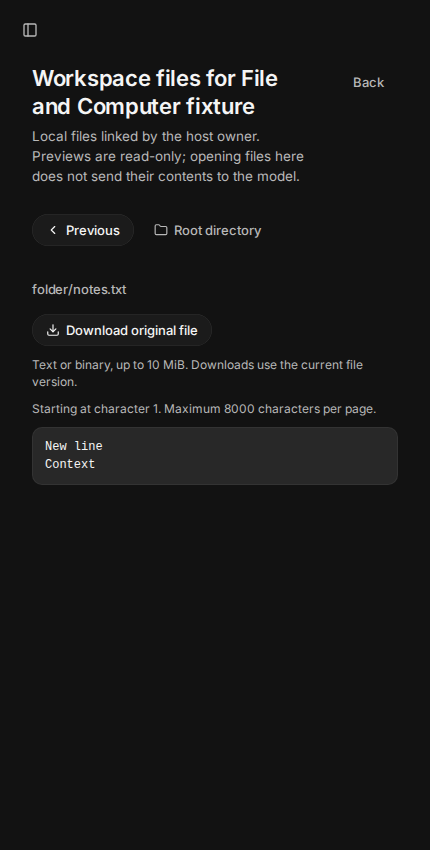 Workspace files for File
and Computer fixture
Back
Local files linked by the host owner.
Previews are read-only; opening files here
does not send their contents to the model.
Previous
Root directory
folder/notes.txt
Download original file
Text or binary, up to 10 MiB. Downloads use the current file
version.
Starting at character 1. Maximum 8000 characters per page.
New line
Context